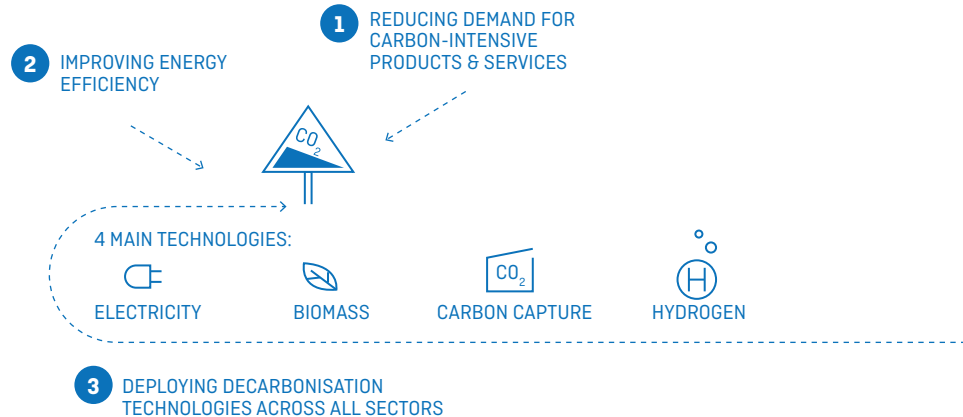 1
REDUCING DEMAND FOR
CARBON-INTENSIVE
PRODUCTS & SERVICES
2
IMPROVING ENERGY
EFFICIENCY
CO₂
4 MAIN TECHNOLOGIES:
ELECTRICITY
BIOMASS
CO₂
CARBON CAPTURE
H
HYDROGEN
3
DEPLOYING DECARBONISATION
TECHNOLOGIES ACROSS ALL SECTORS